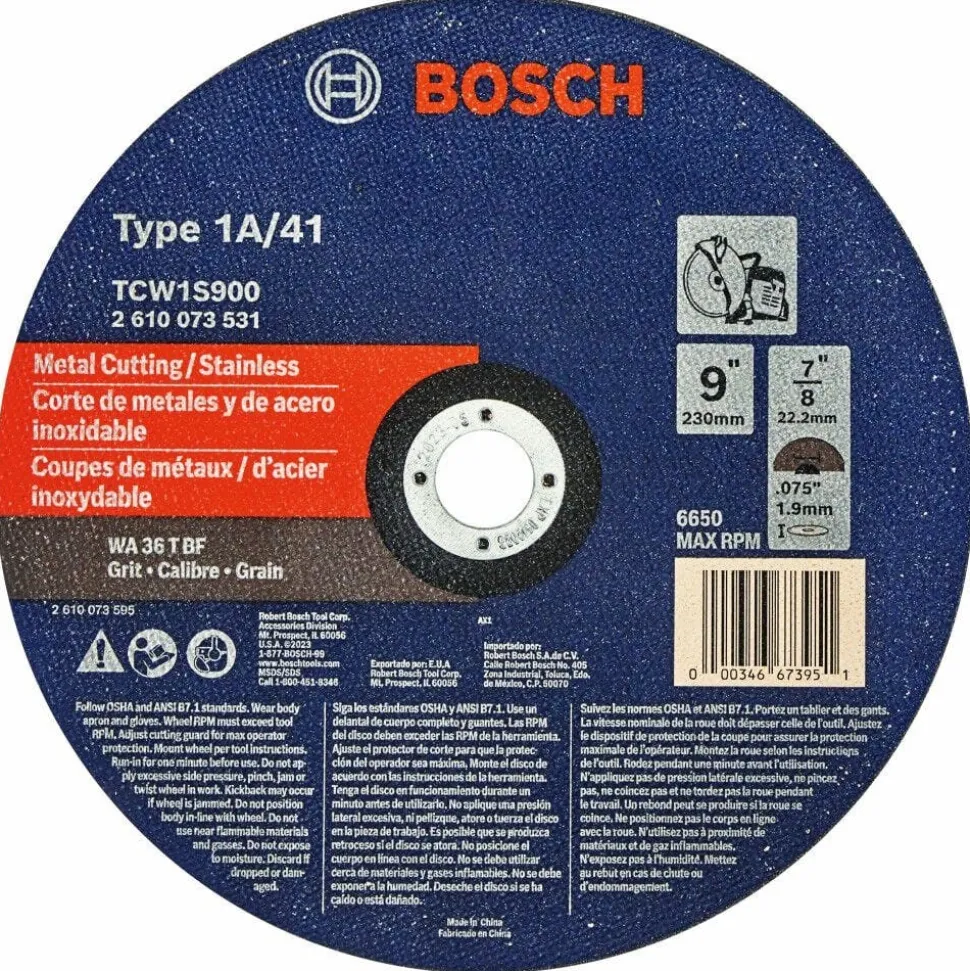 BOSCH
Type 1A/41
TCW1S900
2 610 073 531
Metal Cutting/Stainless
Corte de metales y de acero
inoxidable
Coupes de métaux / d'acier
inoxydable
WA 36 T BF
Grit • Calibre • Grain
9"
230mm
7"
8
22.2mm
.075"
1.9mm
6650
MAX RPM
0 00346 67395 1
2 610 073 595
Robert Bosch Tool Corp.
Accessories Division
Mt. Prospect, IL 60056
U.S.A. ©2023
1-877-BOSCH-99
www.boschtools.com
MSDS/SDS
Call 1-800-451-8346
Exportado por: E.U.A
Robert Bosch Tool Corp.
Mt. Prospect, IL 60056
AX1
Importado por:
Robert Bosch S.A.de C.V.
Calle Robert Bosch No. 405
Zona Industrial, Toluca, Edo.
de México, C.P. 50070
Follow OSHA and ANSI B7.1 standards. Wear body
apron and gloves. Wheel RPM must exceed tool
RPM. Adjust cutting guard for max operator
protection. Mount wheel per tool instructions.
Run-in for one minute before use. Do not ap-
ply excessive side pressure, pinch, jam or
twist wheel in work. Kickback may occur
if wheel is jammed. Do not position
body in-line with wheel. Do not
use near flammable materials
and gasses. Do not expose
to moisture. Discard if
dropped or dam-
aged.
Siga los estándares OSHA y ANSI B7.1. Use un
delantal de cuerpo completo y guantes. Las RPM
del disco deben exceder las RPM de la herramienta.
Ajuste el protector de corte para que la protec-
ción del operador sea máxima. Monte el disco de
acuerdo con las instrucciones de la herramienta.
Tenga el disco en funcionamiento durante un
minuto antes de utilizarlo. No aplique una presión
lateral excesiva, ni pellizque, atore o tuerza el disco
en la pieza de trabajo. Es posible que se produzca
retroceso si el disco se atora. No posicione el
cuerpo en línea con el disco. No se debe utilizar
cerca de materiales y gases inflamables. No se debe
exponer a la humedad. Deseche el disco si se ha
caído o está dañado.
Suivez les normes OSHA et ANSI B7.1. Portez un tablier et des gants.
La vitesse nominale de la roue doit dépasser celle de l'outil. Ajustez
le dispositif de protection de la coupe pour assurer la protection
maximale de l'opérateur. Montez la roue selon les instructions
de l'outil. Rodez pendant une minute avant l'utilisation.
N'appliquez pas de pression latérale excessive, ne pincez
pas, ne coincez pas et ne tordez pas la roue pendant
le travail. Un rebond peut se produire si la roue se
coince. Ne positionnez pas le corps en ligne
avec la roue. N'utilisez pas à proximité de
matériaux et de gaz inflammables.
N'exposez pas à l'humidité. Mettez
au rebut en cas de chute ou
d'endommagement.
Made in China
Fabricado en China